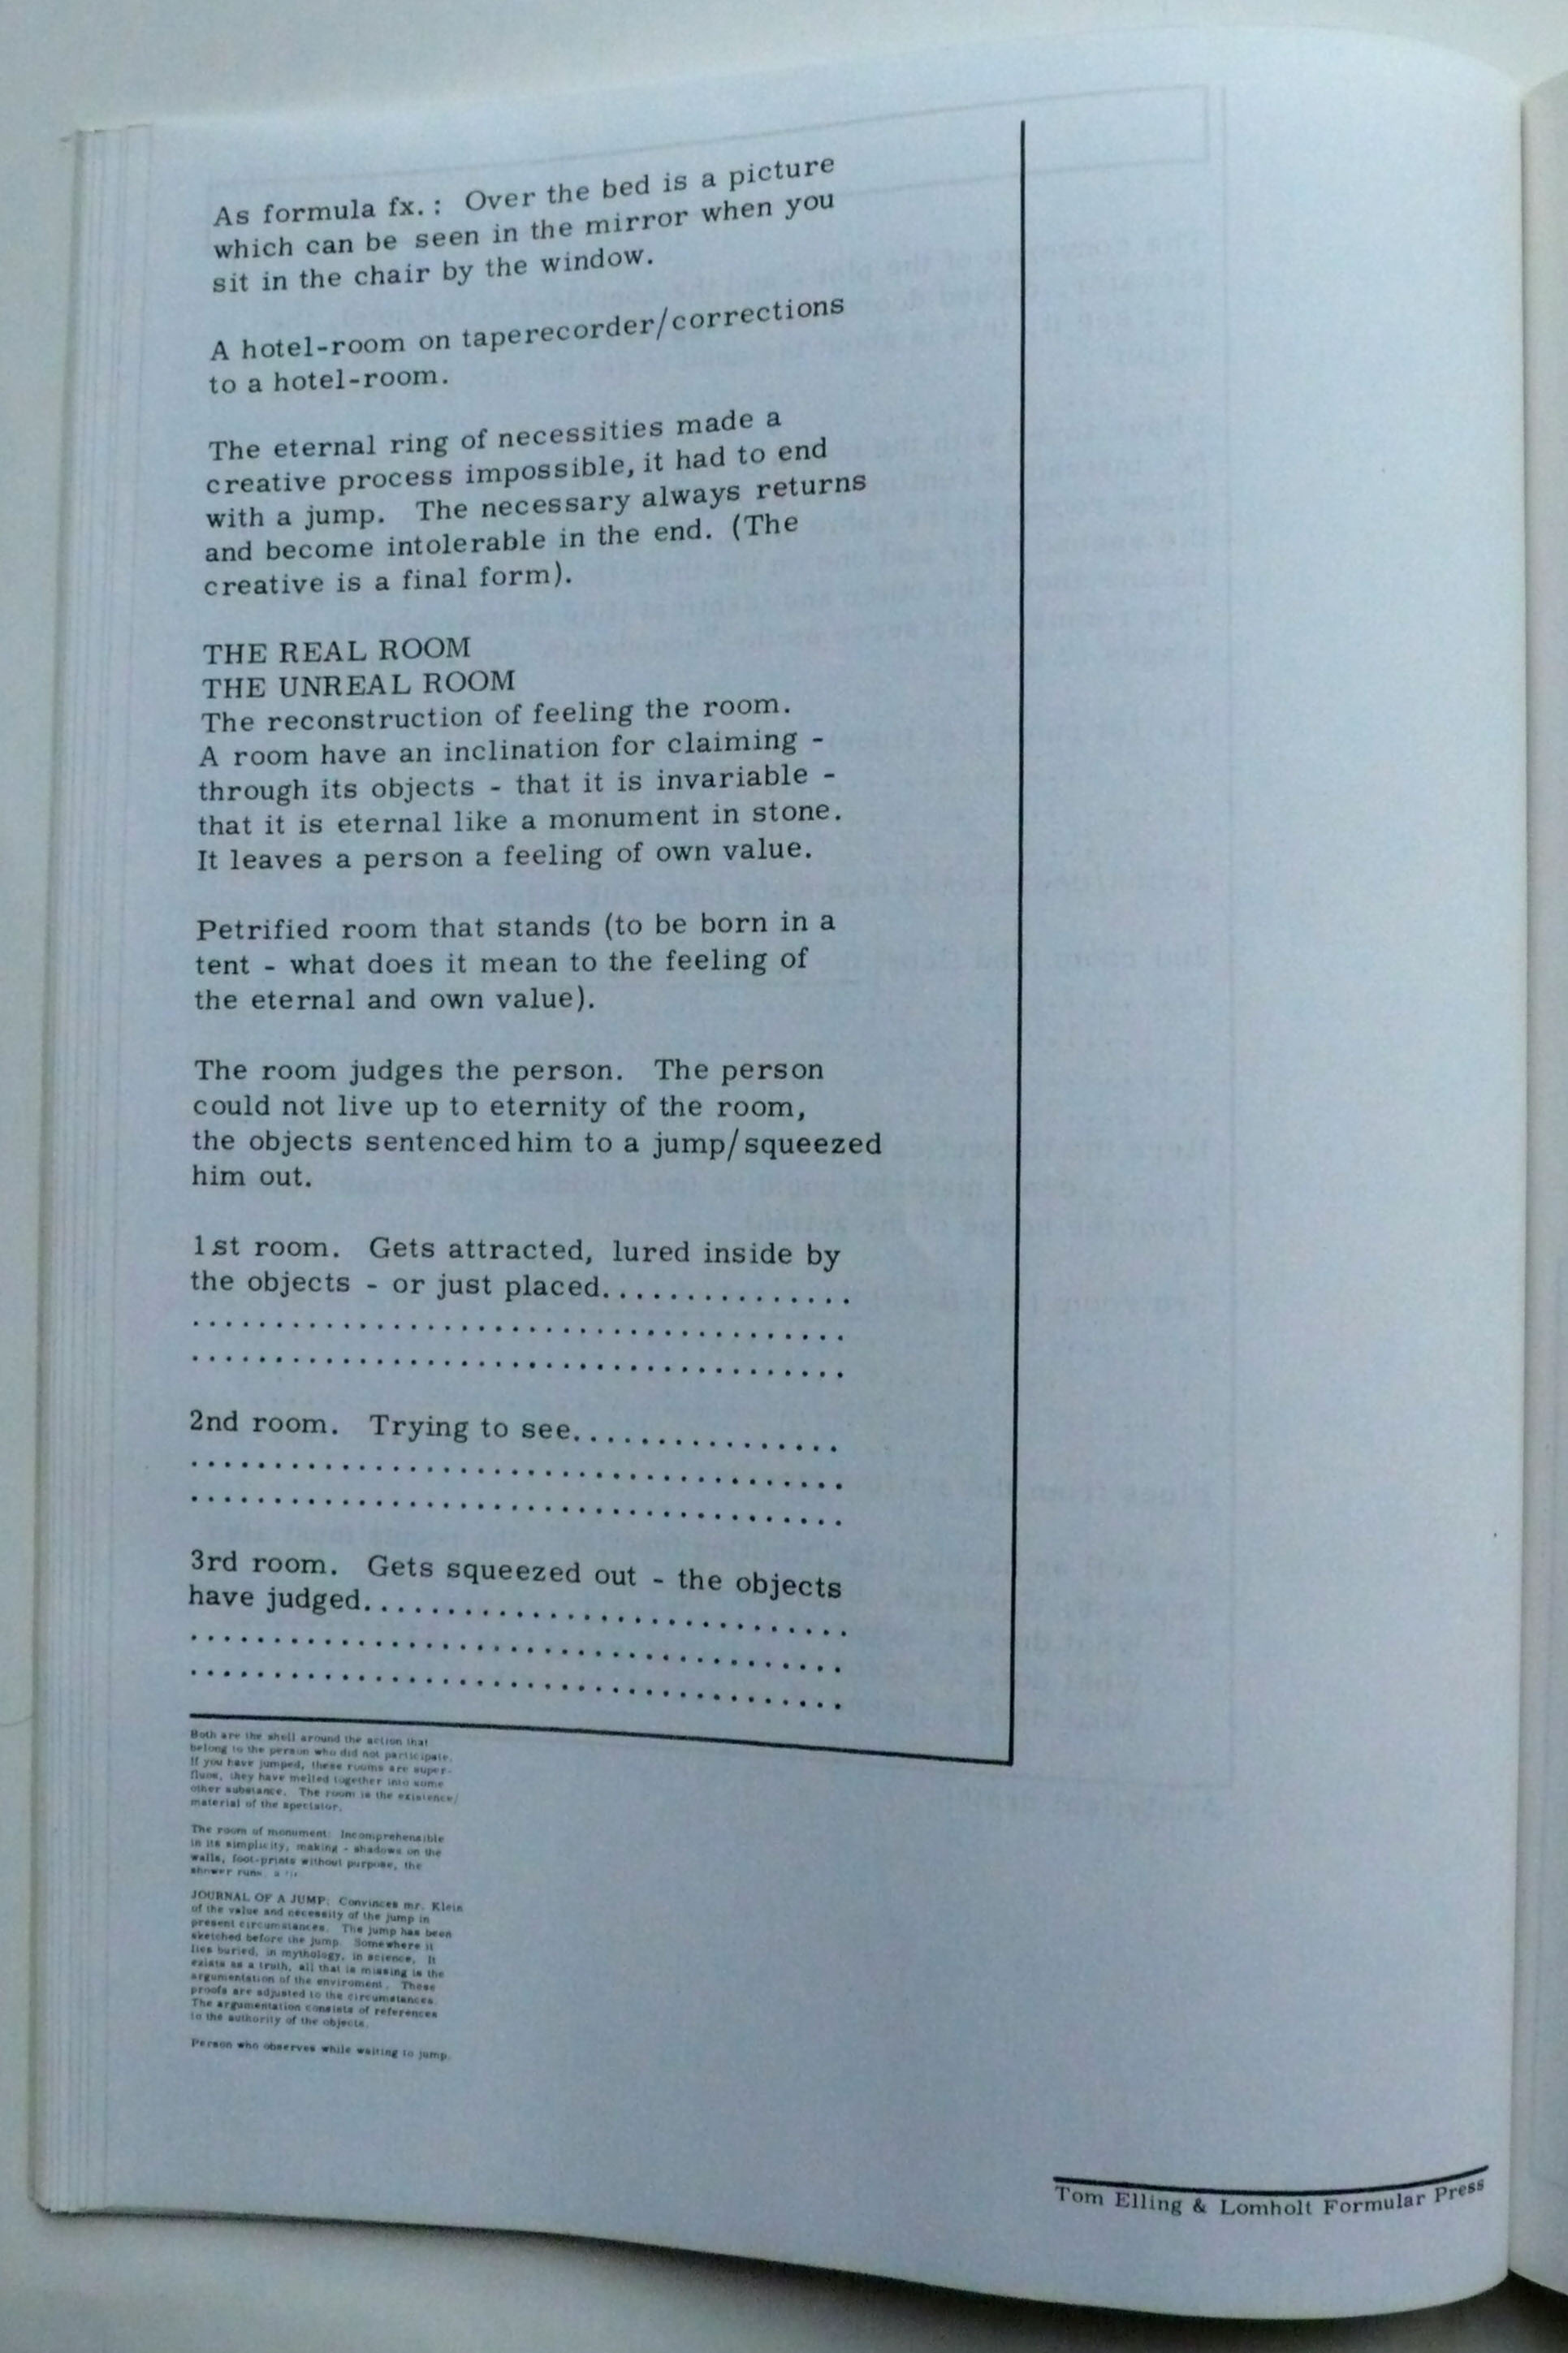 As formula fx.: Over the bed is a picture
which can be seen in the mirror when you
sit in the chair by the window.
A hotel-room on taperecorder/corrections
to a hotel-room.
The eternal ring of necessities made a
creative process impossible, it had to end
with a jump. The necessary always returns
and become intolerable in the end. (The
creative is a final form).
THE REAL ROOM
THE UNREAL ROOM
The reconstruction of feeling the room.
A room have an inclination for claiming -
through its objects - that it is invariable -
that it is eternal like a monument in stone.
It leaves a person a feeling of own value.
Petrified room that stands (to be born in a
tent - what does it mean to the feeling of
the eternal and own value).
The room judges the person. The person
could not live up to eternity of the room,
the objects sentenced him to a jump/squeezed
him out.
1st room. Gets attracted, lured inside by
the objects - or just placed...............
........................................
........................................
2nd room. Trying to see................
........................................
........................................
3rd room. Gets squeezed out - the objects
have judged.............................
........................................
........................................
Both are the shell around the action that
belong to the person who did not participate.
If you have jumped, these rooms are super-
fluos, they have melted together into some
other substance. The room is the existence/
material of the spectator.
The room of monument: Incomprehensible
in its simplicity, making - shadows on the
walls, foot-prints without purpose, the
shower runs
JOURNAL OF A JUMP: Convinces mr. Klein
of the value and necessity of the jump in
present circumstances. The jump has been
sketched before the jump. Somewhere it
lies buried, in mythology, in science. It
exists as a truth, all that is missing is the
argumentation of the enviroment. These
proofs are adjusted to the circumstances.
The argumentation consists of references
to the authority of the objects.
Person who observes while waiting to jump.
Tom Elling & Lomholt Formular Press